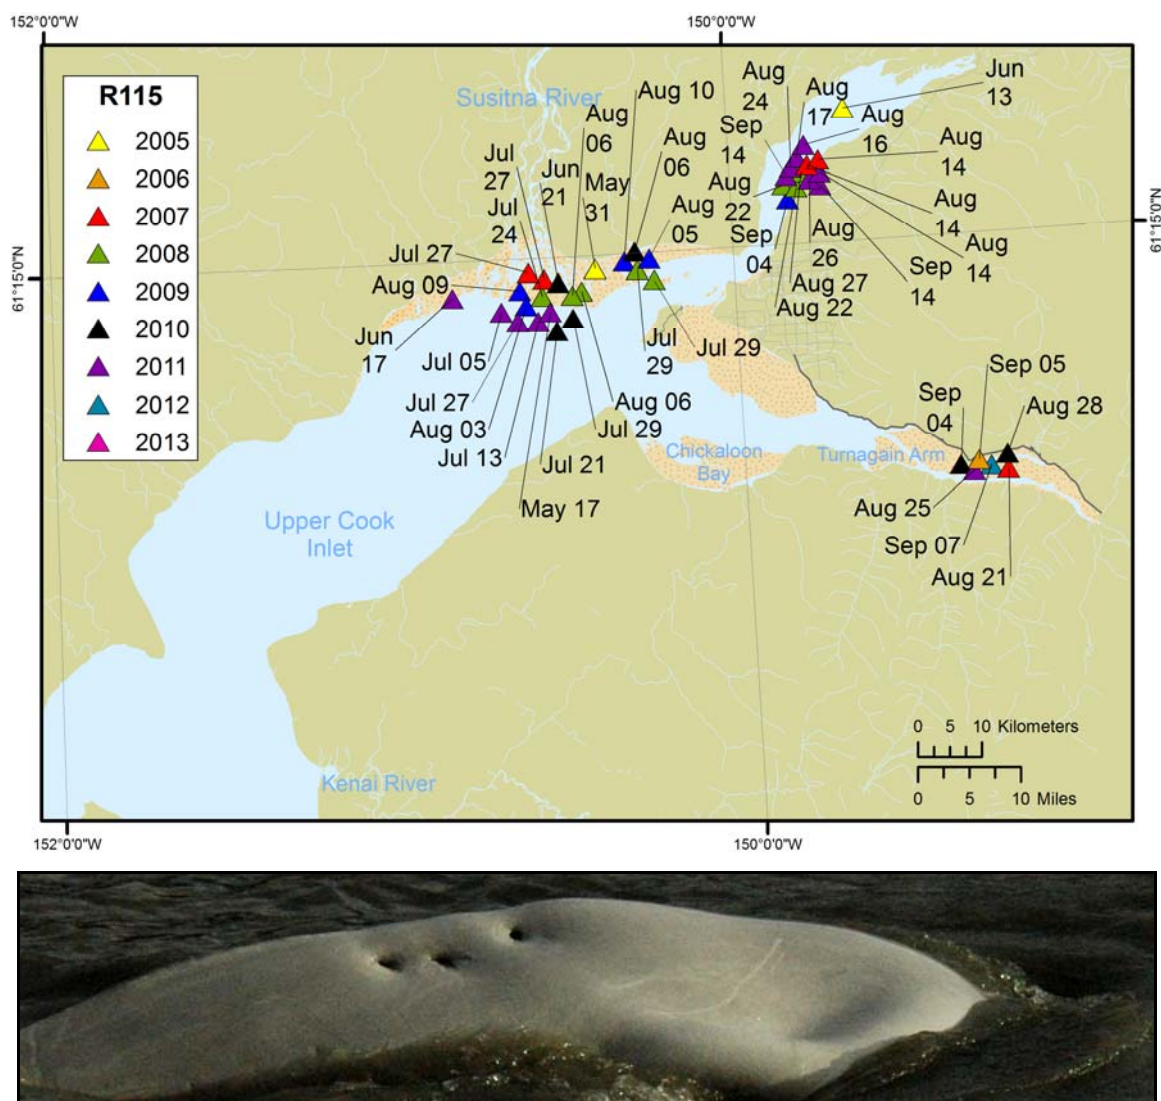 152°0'0"W
150°0'0"W
R115
2005
2006
2007
2008
2009
2010
2011
2012
2013
61°15'0"N
61°15'0"N
Susitna River
Aug 10
Aug
06
Aug
06
Jul
27
Jun
21
May
31
Jul
24
Aug
05
Jul 27
Aug 09
Jun
17
Jul 05
Jul 27
Aug 03
Jul 13
Jul 21
May 17
Aug 06
Jul 29
Jul
29
Jul 29
Aug
24
Aug
17
Aug
16
Jun
13
Sep
14
Aug
22
Sep
04
Aug
14
Aug
14
Aug
14
Aug
26
Sep
14
Aug 27
Aug 22
Sep
04
Sep 05
Aug 28
Aug 25
Sep 07
Aug 21
Chickaloon
Bay
Turnagain Arm
Upper Cook
Inlet
Kenai River
0 5 10 Kilometers
0 5 10 Miles
152°0'0"W
150°0'0"W